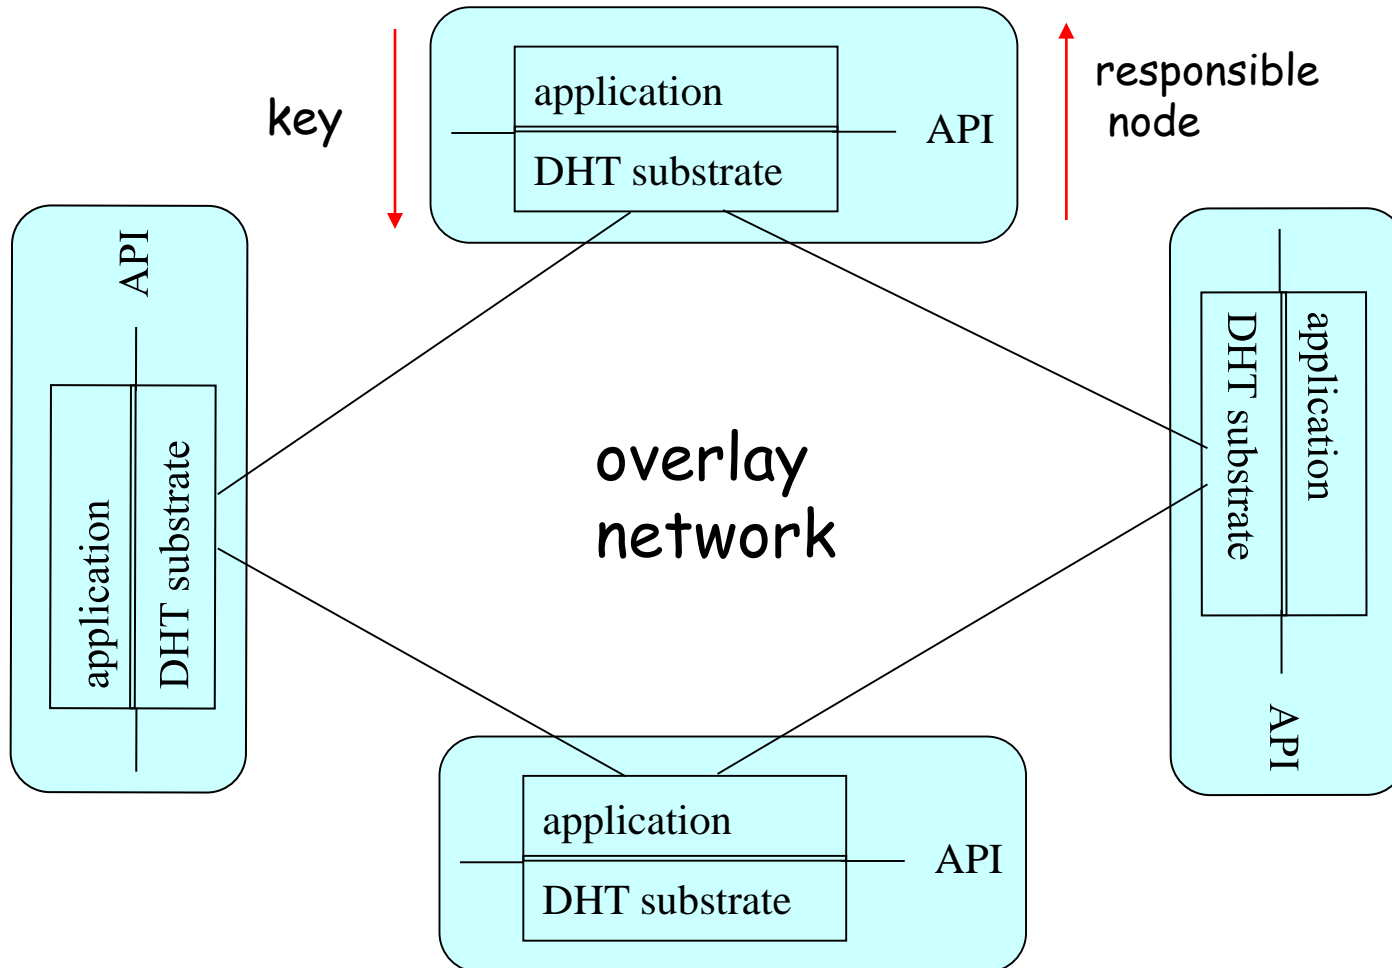 application
responsible
node
key
API
DHT substrate
API
application
DHT substrate
overlay
network
application
DHT substrate
API
application
API
DHT substrate